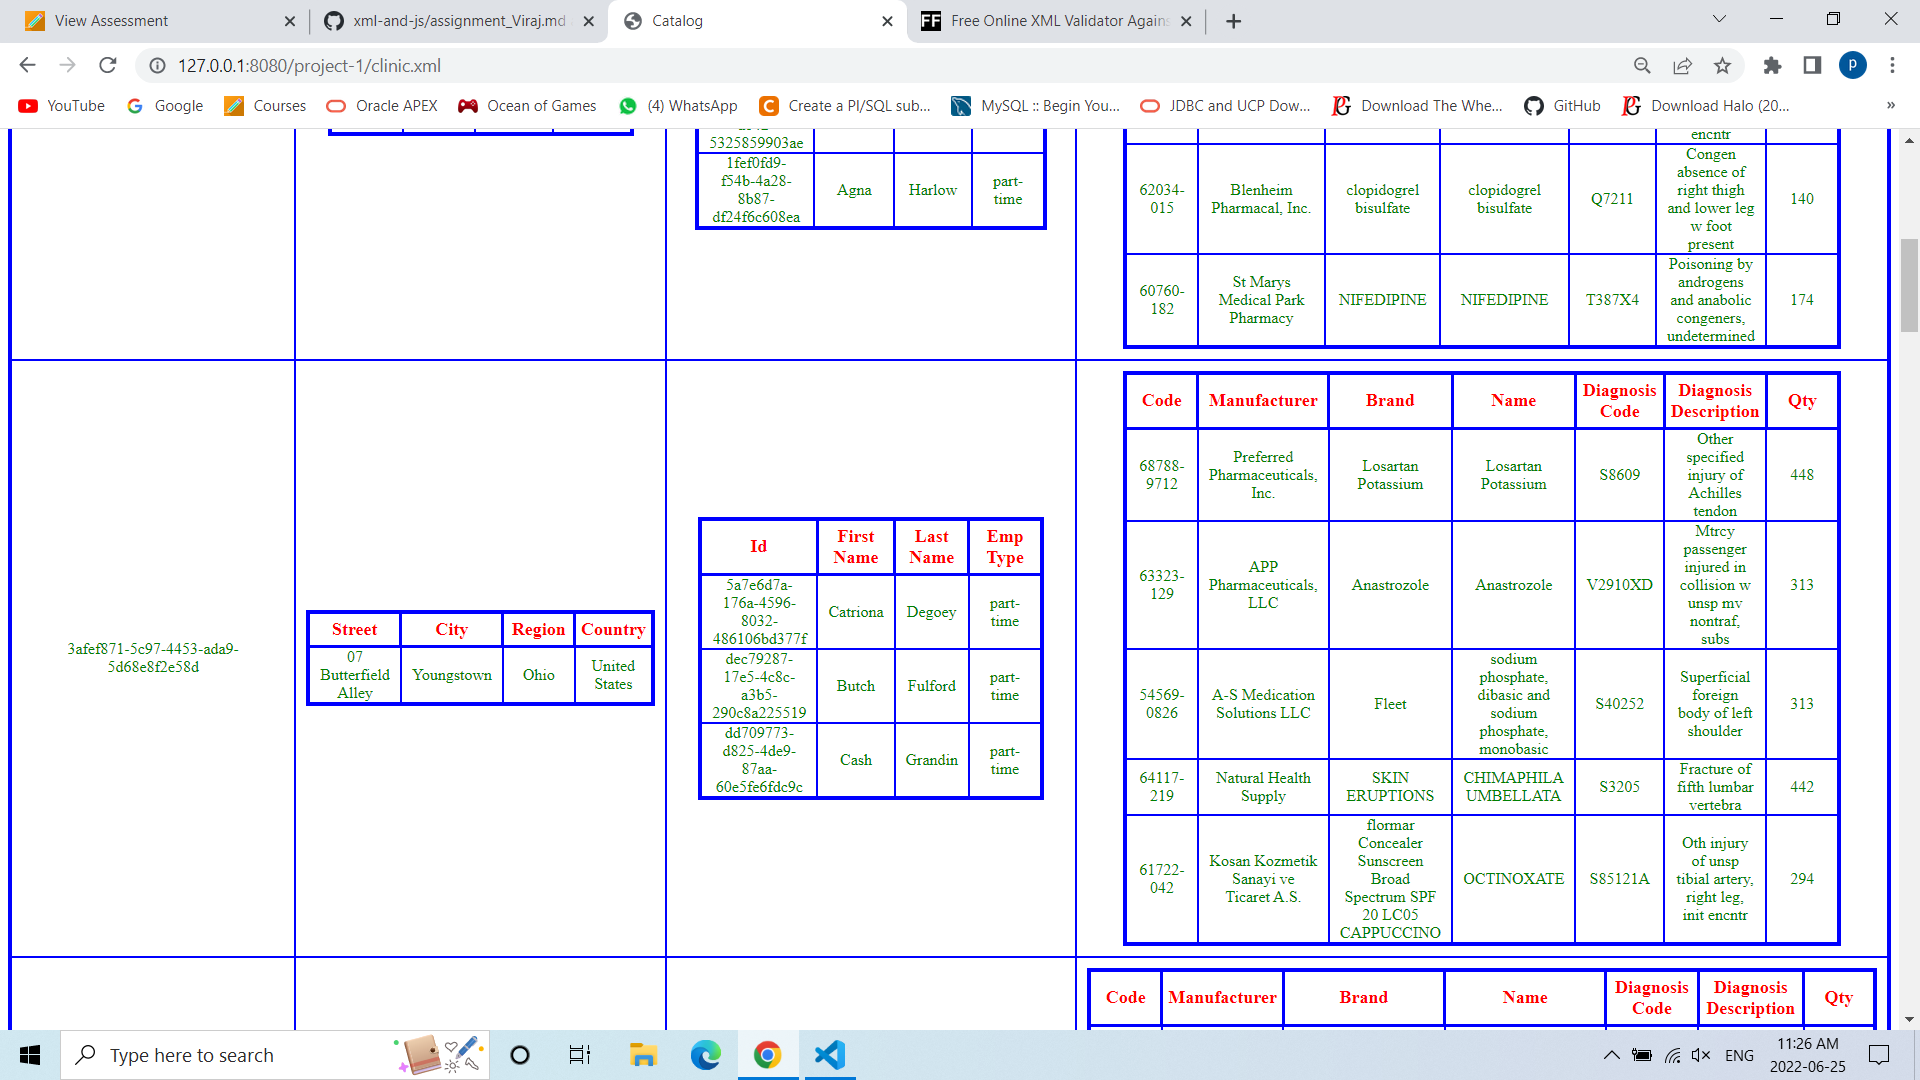 View Assessment
xml-and-js/assignment_Viraj.md
Catalog
Free Online XML Validator Agains
127.0.0.1:8080/project-1/clinic.xml
P
YouTube
Google
Courses
Oracle APEX
Ocean of Games
(4) WhatsApp
Create a PI/SQL sub...
MySQL :: Begin You...
JDBC and UCP Dow...
Download The Whe...
GitHub
Download Halo (20...
»
5325859903ae
1fef0fd9-
f54b-4a28-
8b87-
df24f6c608ea
Agna
Harlow
part-
time
encntr
62034-
015
Blenheim
Pharmacal, Inc.
clopidogrel
bisulfate
clopidogrel
bisulfate
Q7211
Congen
absence of
right thigh
and lower leg
w foot
present
140
60760-
182
St Marys
Medical Park
Pharmacy
NIFEDIPINE
NIFEDIPINE
T387X4
Poisoning by
androgens
and anabolic
congeners,
undetermined
174
3afef871-5c97-4453-ada9-
5d68e8f2e58d
Street
City
Region
Country
07
Butterfield
Alley
Youngstown
Ohio
United
States
Id
First
Name
Last
Name
Emp
Type
5a7e6d7a-
176a-4596-
8032-
486106bd377f
Catriona
Degoey
part-
time
dec79287-
17e5-4c8c-
a3b5-
290c8a225519
Butch
Fulford
part-
time
dd709773-
d825-4de9-
87aa-
60e5fe6fdc9c
Cash
Grandin
part-
time
Code
Manufacturer
Brand
Name
Diagnosis
Code
Diagnosis
Description
Qty
68788-
9712
Preferred
Pharmaceuticals,
Inc.
Losartan
Potassium
Losartan
Potassium
S8609
Other
specified
injury of
Achilles
tendon
448
63323-
129
APP
Pharmaceuticals,
LLC
Anastrozole
Anastrozole
V2910XD
Mtrcy
passenger
injured in
collision w
unsp mv
nontraf,
subs
313
54569-
0826
A-S Medication
Solutions LLC
Fleet
sodium
phosphate,
dibasic and
sodium
phosphate,
monobasic
S40252
Superficial
foreign
body of left
shoulder
313
64117-
219
Natural Health
Supply
SKIN
ERUPTIONS
CHIMAPHILA
UMBELLATA
S3205
Fracture of
fifth lumbar
vertebra
442
61722-
042
Kosan Kozmetik
Sanayi ve
Ticaret A.S.
flormar
Concealer
Sunscreen
Broad
Spectrum SPF
20 LC05
CAPPUCCINO
OCTINOXATE
S85121A
Oth injury
of unsp
tibial artery,
right leg,
init encntr
294
Code
Manufacturer
Brand
Name
Diagnosis
Code
Diagnosis
Description
Qty
Type here to search
ENG
11:26 AM
2022-06-25